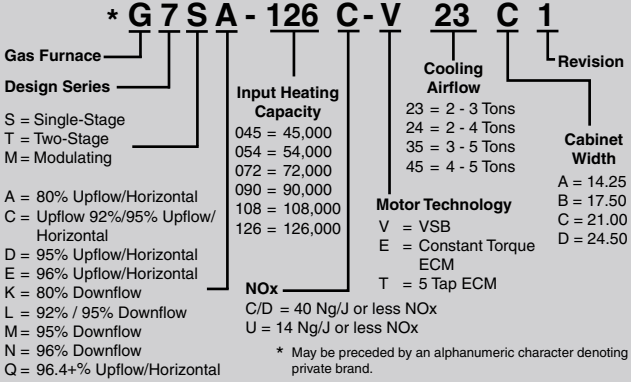 * G 7 S A - 126 C - V 23 C 1
Gas Furnace
Design Series
S = Single-Stage
T = Two-Stage
M = Modulating
A = 80% Upflow/Horizontal
C = Upflow 92%/95% Upflow/
Horizontal
D = 95% Upflow/Horizontal
E = 96% Upflow/Horizontal
K = 80% Downflow
L = 92% / 95% Downflow
M = 95% Downflow
N = 96% Downflow
Q = 96.4+% Upflow/Horizontal
Input Heating
Capacity
045 = 45,000
054 = 54,000
072 = 72,000
090 = 90,000
108 = 108,000
126 = 126,000
NOx
C/D = 40 Ng/J or less NOx
U = 14 Ng/J or less NOx
Motor Technology
V = VSB
E = Constant Torque
ECM
T = 5 Tap ECM
Cooling
Airflow
23 = 2 - 3 Tons
24 = 2 - 4 Tons
35 = 3 - 5 Tons
45 = 4 - 5 Tons
Cabinet
Width
A = 14.25
B = 17.50
C = 21.00
D = 24.50
Revision
* May be preceded by an alphanumeric character denoting
private brand.